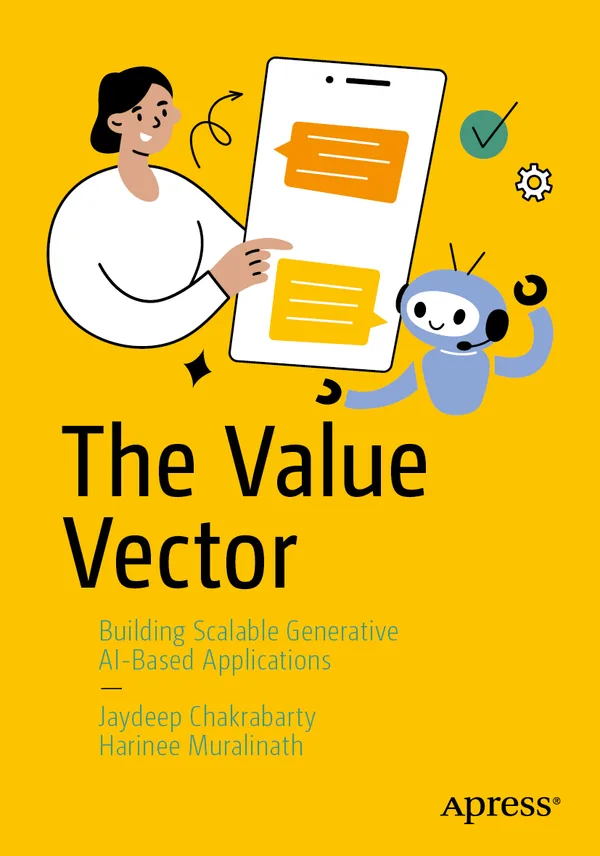 The Value
Vector
Building Scalable Generative
AI-Based Applications
Jaydeep Chakrabarty
Harinee Muralinath
Apress®